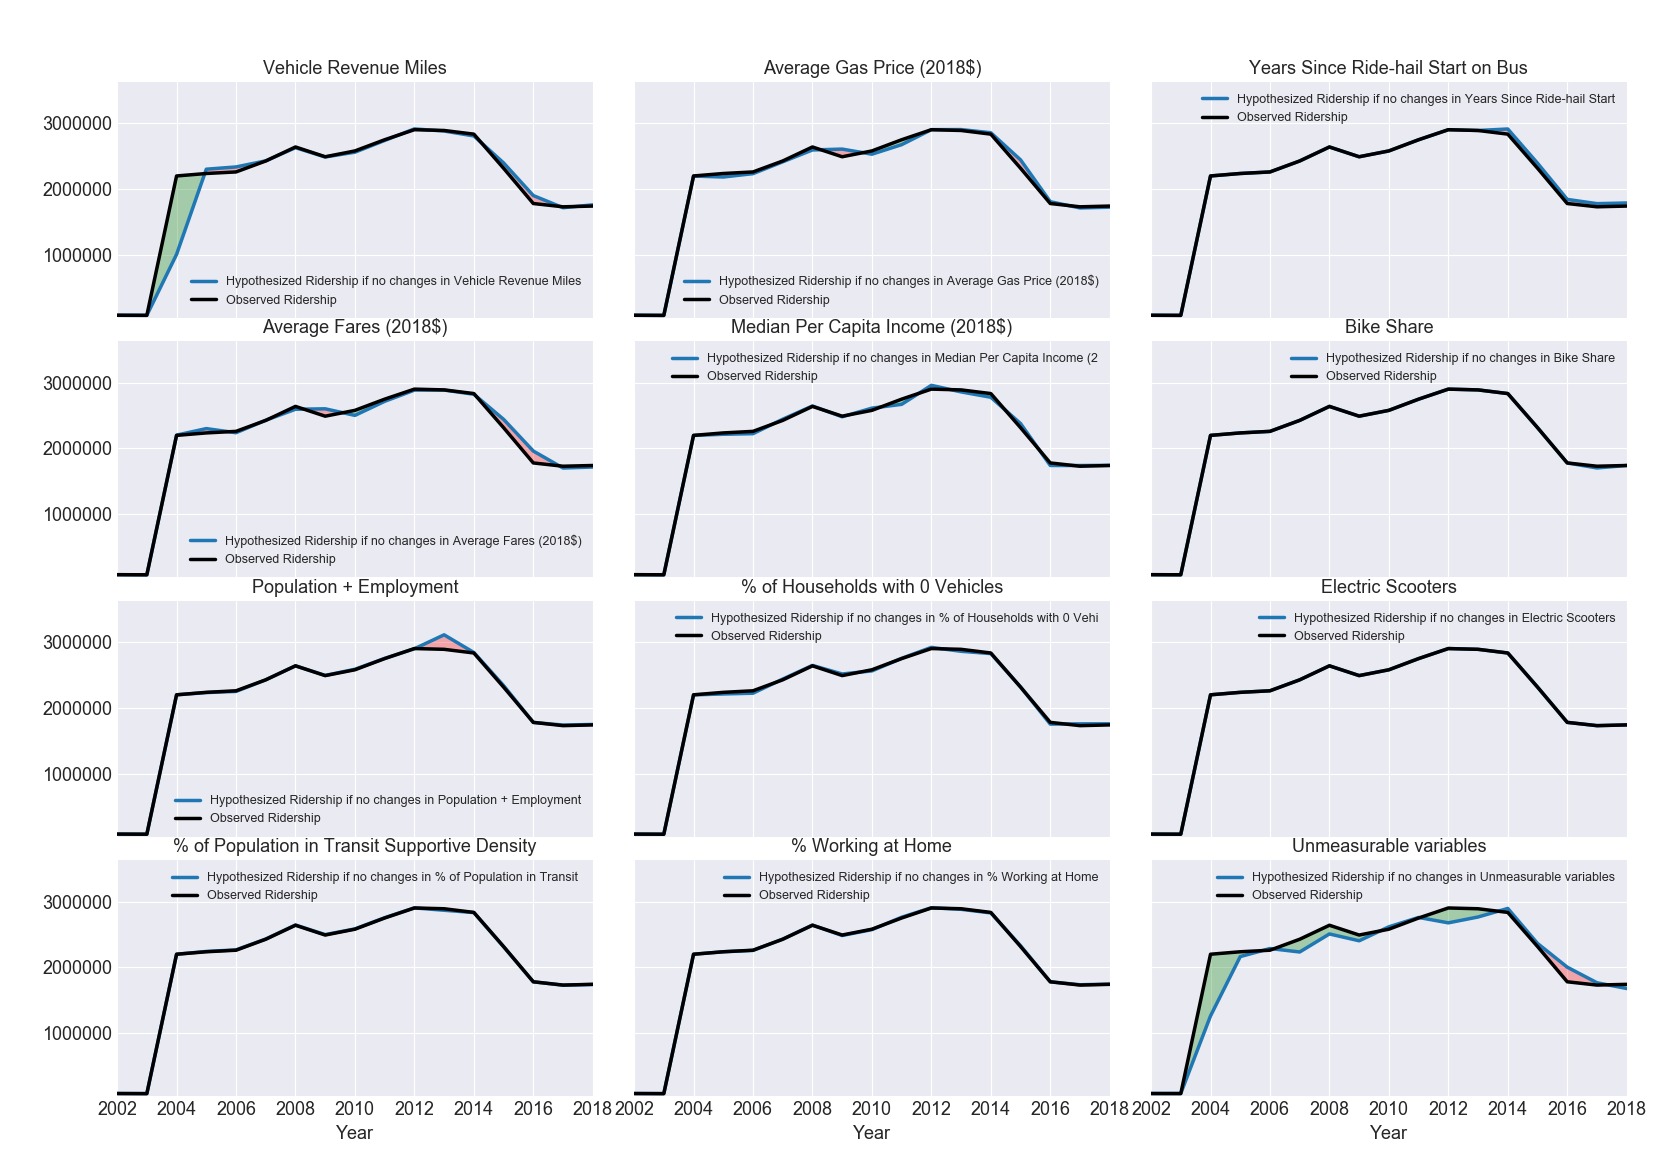 Vehicle Revenue Miles
3000000
2000000
1000000
Hypothesized Ridership if no changes in Vehicle Revenue Miles
Observed Ridership
Average Gas Price (2018$)
Hypothesized Ridership if no changes in Average Gas Price (2018$)
Observed Ridership
Years Since Ride-hail Start on Bus
Hypothesized Ridership if no changes in Years Since Ride-hail Start
Observed Ridership
Average Fares (2018$)
3000000
2000000
1000000
Hypothesized Ridership if no changes in Average Fares (2018$)
Observed Ridership
Median Per Capita Income (2018$)
Hypothesized Ridership if no changes in Median Per Capita Income (2
Observed Ridership
Bike Share
Hypothesized Ridership if no changes in Bike Share
Observed Ridership
Population + Employment
3000000
2000000
1000000
Hypothesized Ridership if no changes in Population + Employment
Observed Ridership
% of Households with 0 Vehicles
Hypothesized Ridership if no changes in % of Households with 0 Vehi
Observed Ridership
Electric Scooters
Hypothesized Ridership if no changes in Electric Scooters
Observed Ridership
% of Population in Transit Supportive Density
Hypothesized Ridership if no changes in % of Population in Transit
Observed Ridership
3000000
2000000
1000000
2002 2004 2006 2008 2010 2012 2014 2016 2018
Year
% Working at Home
Hypothesized Ridership if no changes in % Working at Home
Observed Ridership
2002 2004 2006 2008 2010 2012 2014 2016 2018
Year
Unmeasurable variables
Hypothesized Ridership if no changes in Unmeasurable variables
Observed Ridership
2002 2004 2006 2008 2010 2012 2014 2016 2018
Year